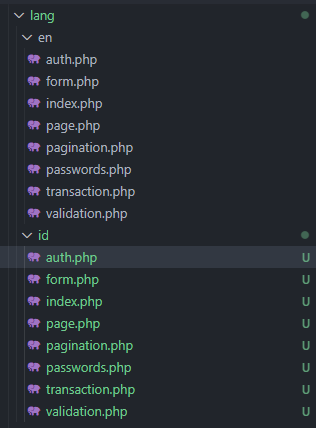 lang
en
auth.php
form.php
index.php
page.php
pagination.php
passwords.php
transaction.php
validation.php
id
auth.php U
form.php U
index.php U
page.php U
pagination.php U
passwords.php U
transaction.php U
validation.php U